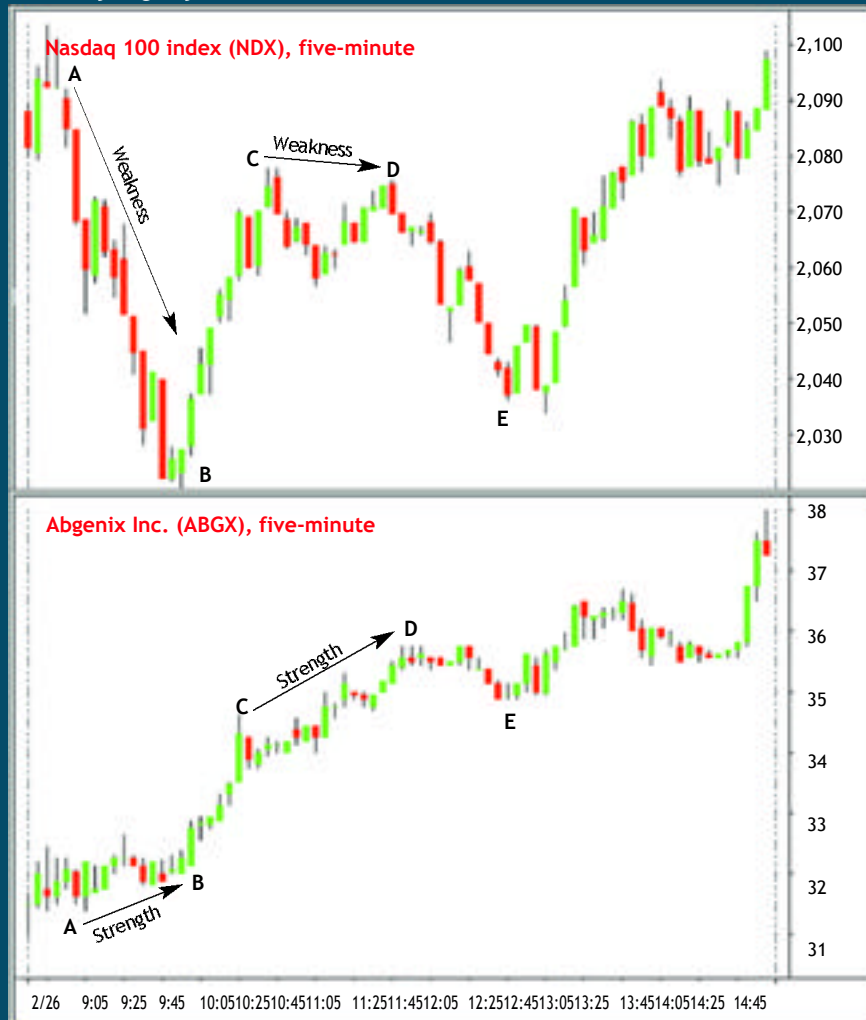 Nasdaq 100 index (NDX), five-minute
A
Weakness
B
C
Weakness
D
E
2,100
2,090
2,080
2,070
2,060
2,050
2,040
2,030
Abgenix Inc. (ABGX), five-minute
A
Strength
B
C
Strength
D
E
38
37
36
35
34
33
32
31
2/26 9:05 9:25 9:45 10:05 10:25 10:45 11:05 11:25 11:45 12:05 12:25 12:45 13:05 13:25 13:45 14:05 14:25 14:45